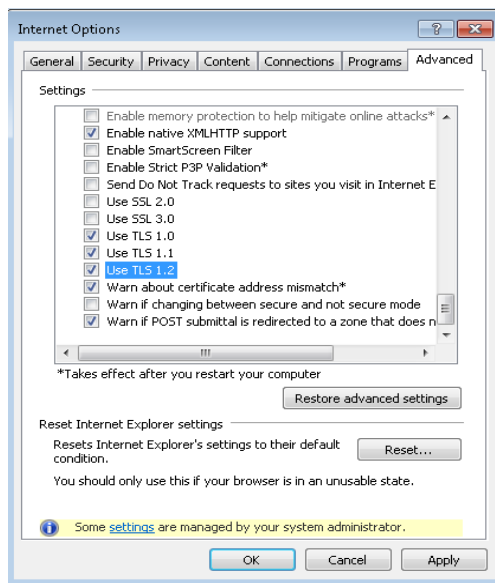 Internet Options
General Security Privacy Content Connections Programs Advanced
Settings
Enable memory protection to help mitigate online attacks*
Enable native XMLHTTP support
Enable SmartScreen Filter
Enable Strict P3P Validation*
Send Do Not Track requests to sites you visit in Internet E
Use SSL 2.0
Use SSL 3.0
Use TLS 1.0
Use TLS 1.1
Use TLS 1.2
Warn about certificate address mismatch*
Warn if changing between secure and not secure mode
Warn if POST submittal is redirected to a zone that does n
*Takes effect after you restart your computer
Restore advanced settings
Reset Internet Explorer settings
Resets Internet Explorer's settings to their default
condition.
Reset...
You should only use this if your browser is in an unusable state.
Some settings are managed by your system administrator.
OK Cancel Apply